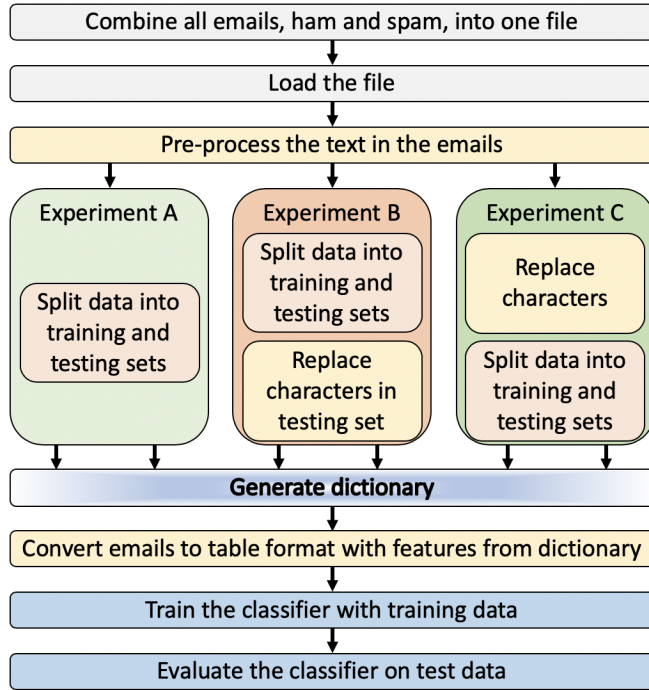 Combine all emails, ham and spam, into one file
Load the file
Pre-process the text in the emails
Experiment A
Split data into
training and
testing sets
Experiment B
Split data into
training and
testing sets
Replace
characters in
testing set
Experiment C
Replace
characters
Split data into
training and
testing sets
Generate dictionary
Convert emails to table format with features from dictionary
Train the classifier with training data
Evaluate the classifier on test data